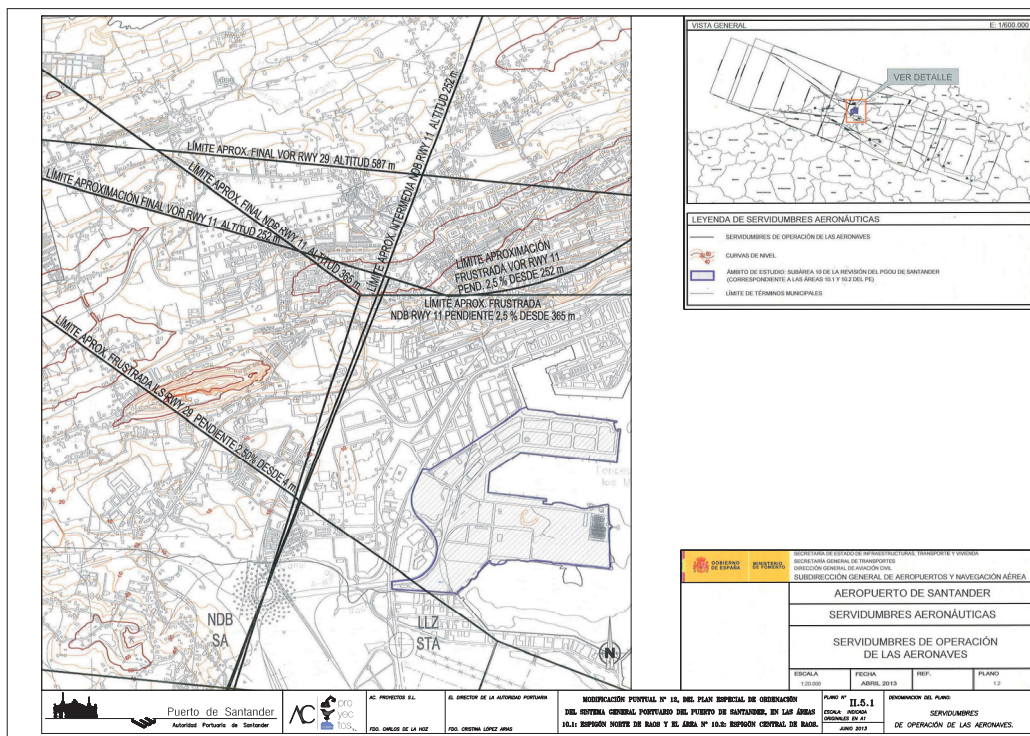 LÍMITE APROX. FINAL VOR RWY 29. ALTITUD 587 m
LÍMITE APROX. FINAL NDB RWY 11. ALTITUD 365 m
LÍMITE APROXIMACIÓN FINAL VOR RWY 11. ALTITUD 252 m
LÍMITE APROX. INTERMEDIA NDB RWY 11. ALTITUD 252 m
LÍMITE APROXIMACIÓN
FRUSTRADA VOR RWY 11
PEND. 2,5 % DESDE 252 m
LÍMITE APROX. FRUSTRADA
NDB RWY 11 PENDIENTE 2,5 % DESDE 365 m
LÍMITE APROX. FRUSTRADA ILS RWY 29. PENDIENTE 2,50% DESDE 4 m
NDB
SA
LLZ
STA
N
VISTA GENERAL
E: 1/600.000
VER DETALLE
LEYENDA DE SERVIDUMBRES AERONÁUTICAS
SERVIDUMBRES DE OPERACIÓN DE LAS AERONAVES
CURVAS DE NIVEL
ÁMBITO DE ESTUDIO: SUBÁREA 10 DE LA REVISIÓN DEL PGOU DE SANTANDER
(CORRESPONDIENTE A LAS ÁREAS 10.1 Y 10.2 DEL PE)
LÍMITE DE TÉRMINOS MUNICIPALES
GOBIERNO
DE ESPAÑA
MINISTERIO
DE FOMENTO
SECRETARÍA DE ESTADO DE INFRAESTRUCTURAS, TRANSPORTE Y VIVIENDA
SECRETARÍA GENERAL DE TRANSPORTES
DIRECCIÓN GENERAL DE AVIACIÓN CIVIL
SUBDIRECCIÓN GENERAL DE AEROPUERTOS Y NAVEGACIÓN AÉREA
AEROPUERTO DE SANTANDER
SERVIDUMBRES AERONÁUTICAS
SERVIDUMBRES DE OPERACIÓN
DE LAS AERONAVES
ESCALA
1:20.000
FECHA
ABRIL 2013
REF.
PLANO
1.2
Puerto de Santander
Autoridad Portuaria de Santander
AC
pro
yec
tos
AC PROYECTOS S.L.
FDO. CARLOS DE LA HOZ
EL DIRECTOR DE LA AUTORIDAD PORTUARIA
FDO. CRISTINA LÓPEZ ARIAS
MODIFICACIÓN PUNTUAL Nº 12, DEL PLAN ESPECIAL DE ORDENACIÓN
DEL SISTEMA GENERAL PORTUARIO DEL PUERTO DE SANTANDER, EN LAS ÁREAS
10.1: ESPIGÓN NORTE DE RAOS Y EL ÁREA Nº 10.2: ESPIGÓN CENTRAL DE RAOS.
PLANO Nº
II.5.1
ESCALA: INDICADA
ORIGINALES EN A1
JUNIO 2013
DENOMINACION DEL PLANO:
SERVIDUMBRES
DE OPERACIÓN DE LAS AERONAVES.